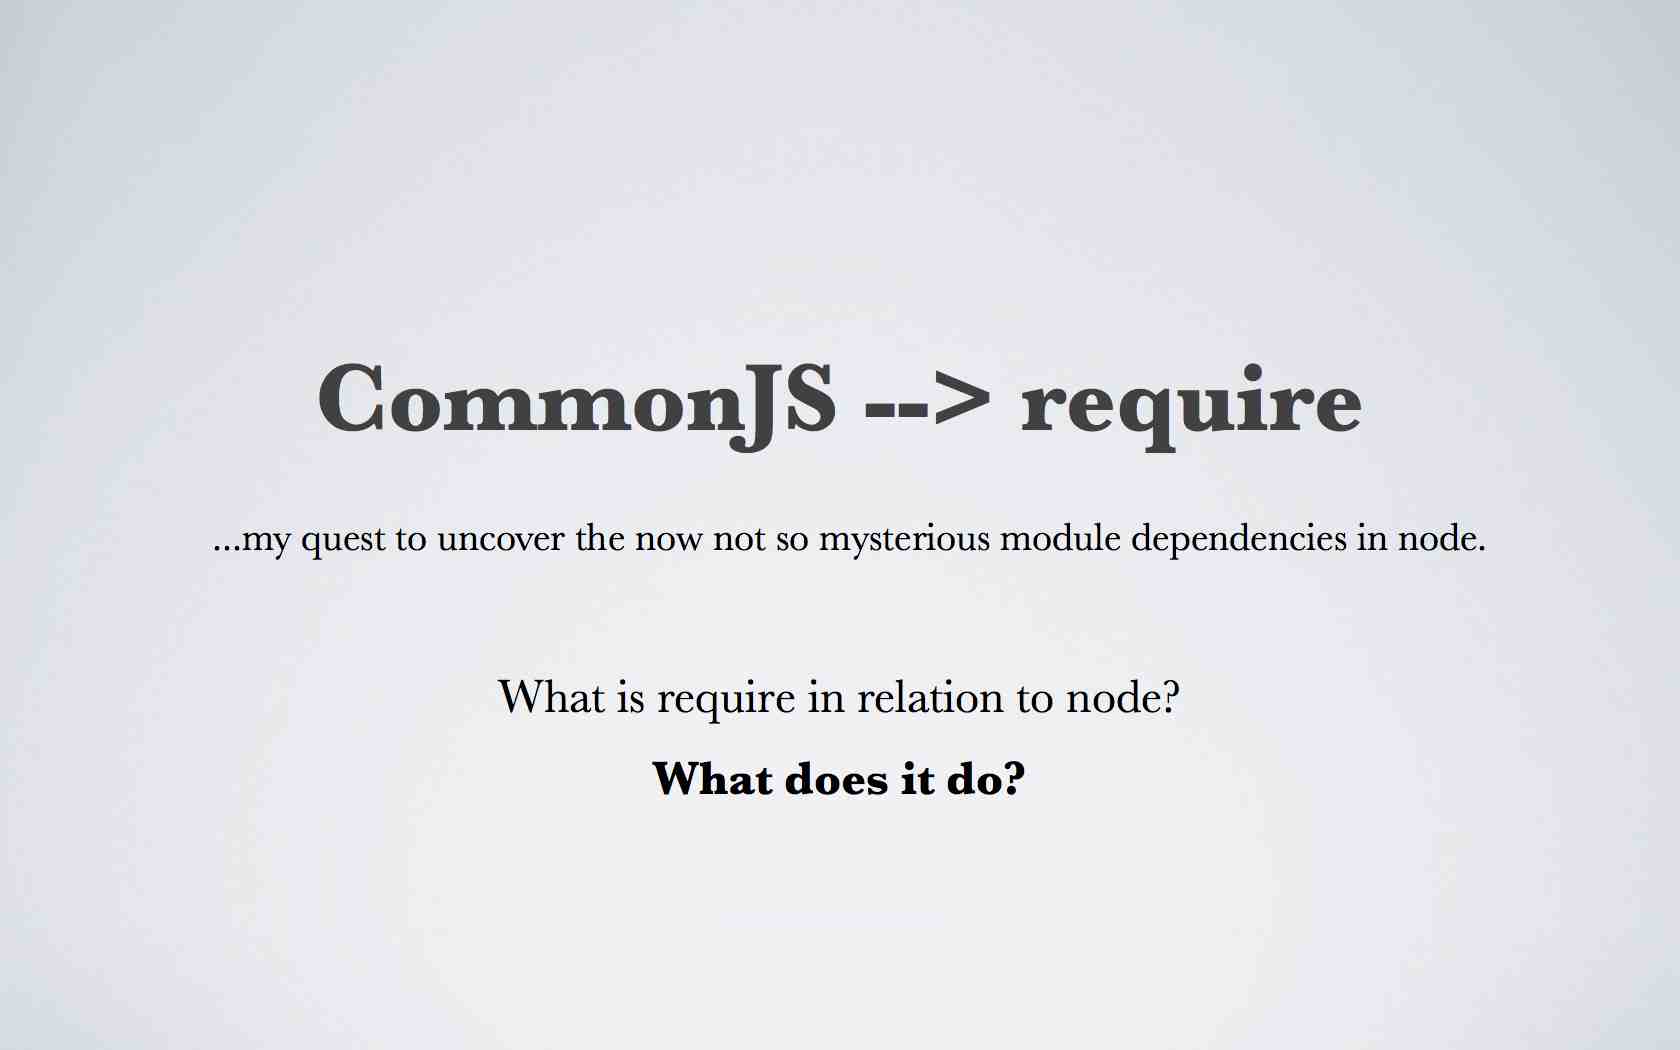 CommonJS --> require
...my quest to uncover the now not so mysterious module dependencies in node.
What is require in relation to node?
What does it do?